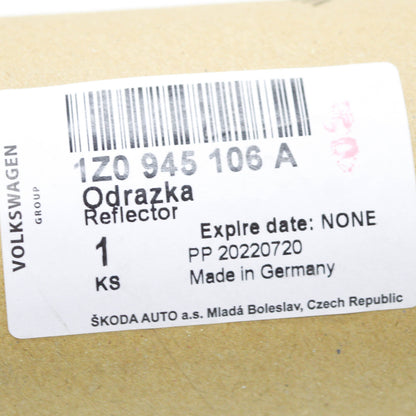 VOLKSWAGEN
GROUP
1Z0 945 106 A
Odrazka
Reflector
1
KS
Expire date: NONE
PP 20220720
Made in Germany
ŠKODA AUTO a.s. Mladá Boleslav, Czech Republic